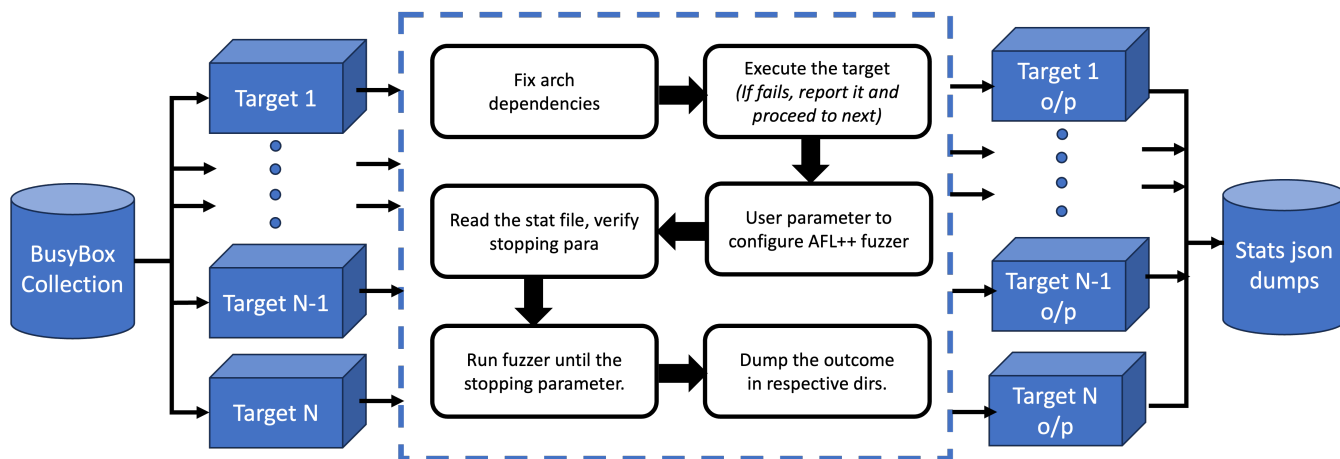 BusyBox
Collection
Target 1
Target N-1
Target N
Fix arch
dependencies
Execute the target
(If fails, report it and
proceed to next)
User parameter to
configure AFL++ fuzzer
Read the stat file, verify
stopping para
Run fuzzer until the
stopping parameter.
Dump the outcome
in respective dirs.
Target 1
o/p
Target N-1
o/p
Target N
o/p
Stats json
dumps